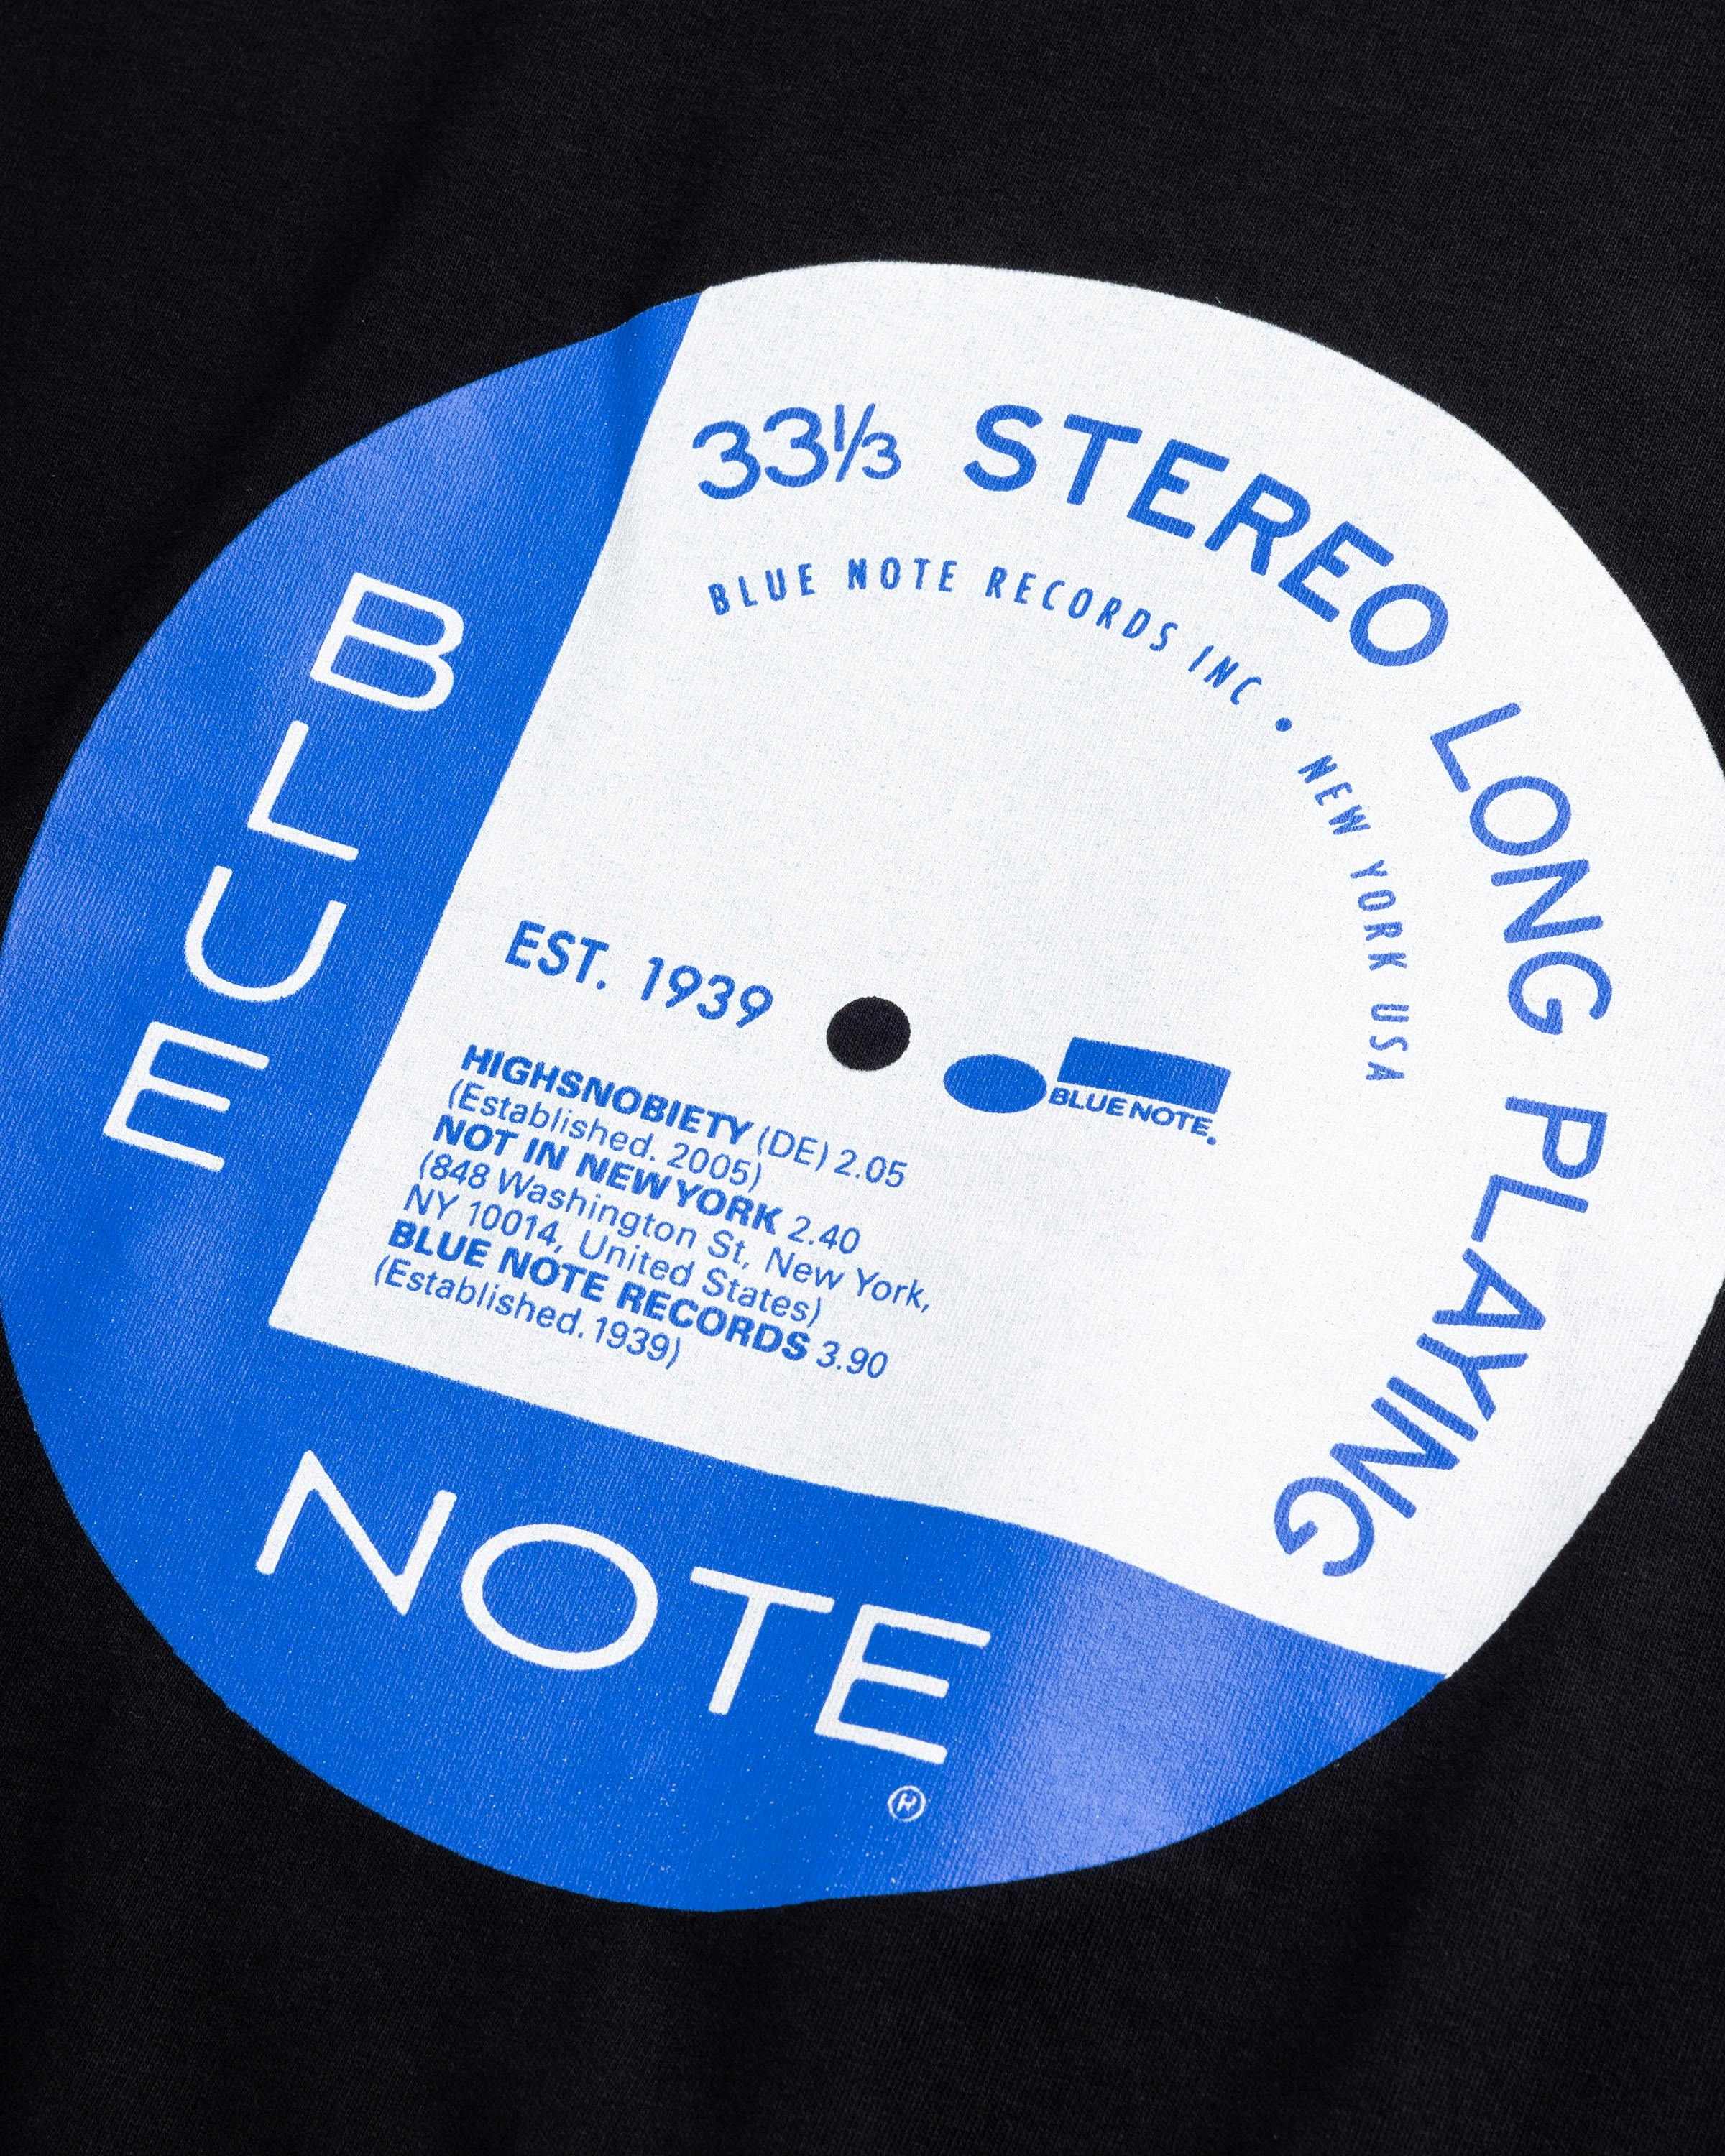 33⅓ STEREO LONG PLAYING
BLUE NOTE RECORDS INC • NEW YORK USA
BLUE
EST. 1939
BLUE NOTE.
HIGHSNOBIETY (DE) 2.05
(Established. 2005)
NOT IN NEW YORK 2.40
(848 Washington St, New York,
NY 10014, United States)
BLUE NOTE RECORDS 3.90
(Established. 1939)
NOTE
®